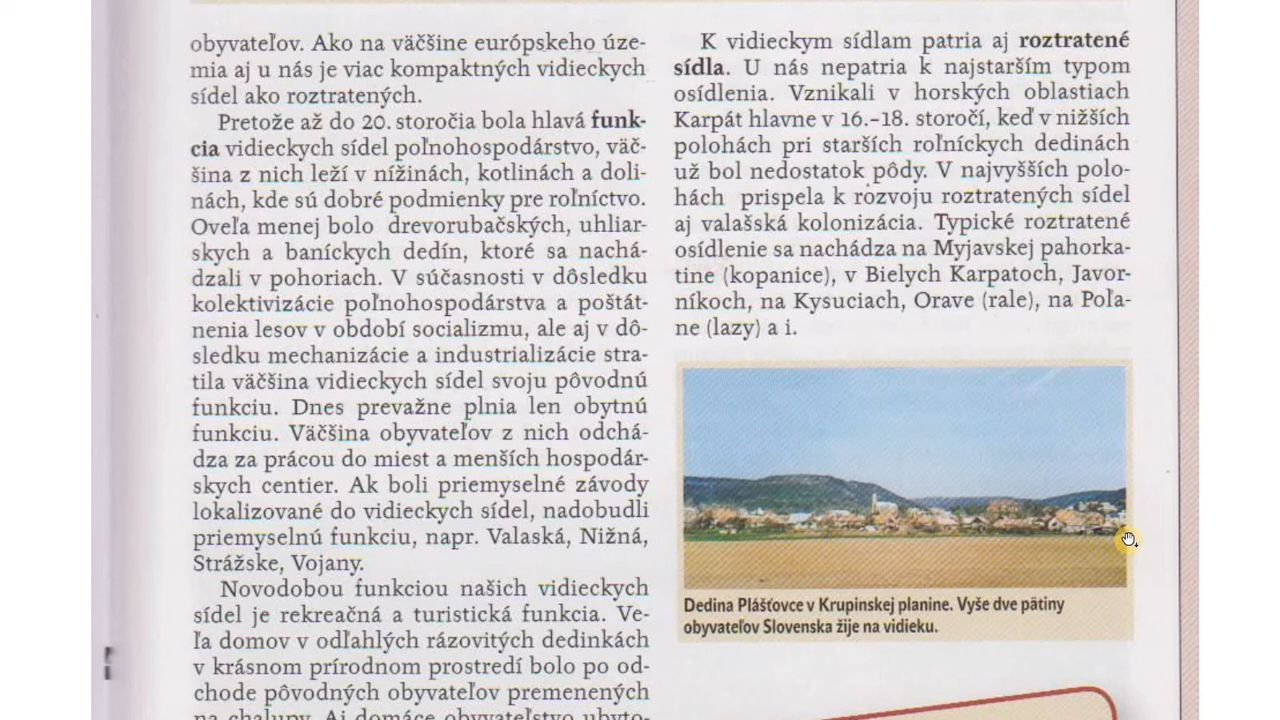 obyvateľov. Ako na väčšine európskeho úze-
mia aj u nás je viac kompaktných vidieckych
sídel ako roztratených.
Pretože až do 20. storočia bola hlavá funk-
cia vidieckych sídel poľnohospodárstvo, väč-
šina z nich leží v nížinách, kotlinách a doli-
nách, kde sú dobré podmienky pre roľníctvo.
Oveľa menej bolo drevorubačských, uhliar-
skych a baníckych dedín, ktoré sa nachá-
dzali v pohoriach. V súčasnosti v dôsledku
kolektivizácie poľnohospodárstva a poštát-
nenia lesov v období socializmu, ale aj v dô-
sledku mechanizácie a industrializácie stra-
tila väčšina vidieckych sídel svoju pôvodnú
funkciu. Dnes prevažne plnia len obytnú
funkciu. Väčšina obyvateľov z nich odchá-
dza za prácou do miest a menších hospodár-
skych centier. Ak boli priemyselné závody
lokalizované do vidieckych sídel, nadobudli
priemyselnú funkciu, napr. Valaská, Nižná,
Strážske, Vojany.
Novodobou funkciou našich vidieckych
sídel je rekreačná a turistická funkcia. Ve-
ľa domov v odľahlých rázovitých dedinkách
v krásnom prírodnom prostredí bolo po od-
chode pôvodných obyvateľov premenených
na chalupy. Aj domáce obyvateľstvo ubyto-
K vidieckym sídlam patria aj roztratené
sídla. U nás nepatria k najstarším typom
osídlenia. Vznikali v horských oblastiach
Karpát hlavne v 16.–18. storočí, keď v nižších
polohách pri starších roľníckych dedinách
už bol nedostatok pôdy. V najvyšších polo-
hách prispela k rozvoju roztratených sídel
aj valašská kolonizácia. Typické roztratené
osídlenie sa nachádza na Myjavskej pahorka-
tine (kopanice), v Bielych Karpatoch, Javor-
níkoch, na Kysuciach, Orave (rale), na Poľa-
ne (lazy) a i.
Dedina Plášťovce v Krupinskej planine. Vyše dve pätiny
obyvateľov Slovenska žije na vidieku.